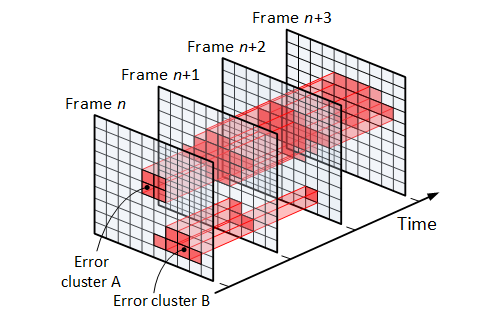 Frame n+3
Frame n+2
Frame n+1
Frame n
Time
Error
cluster A
Error cluster B